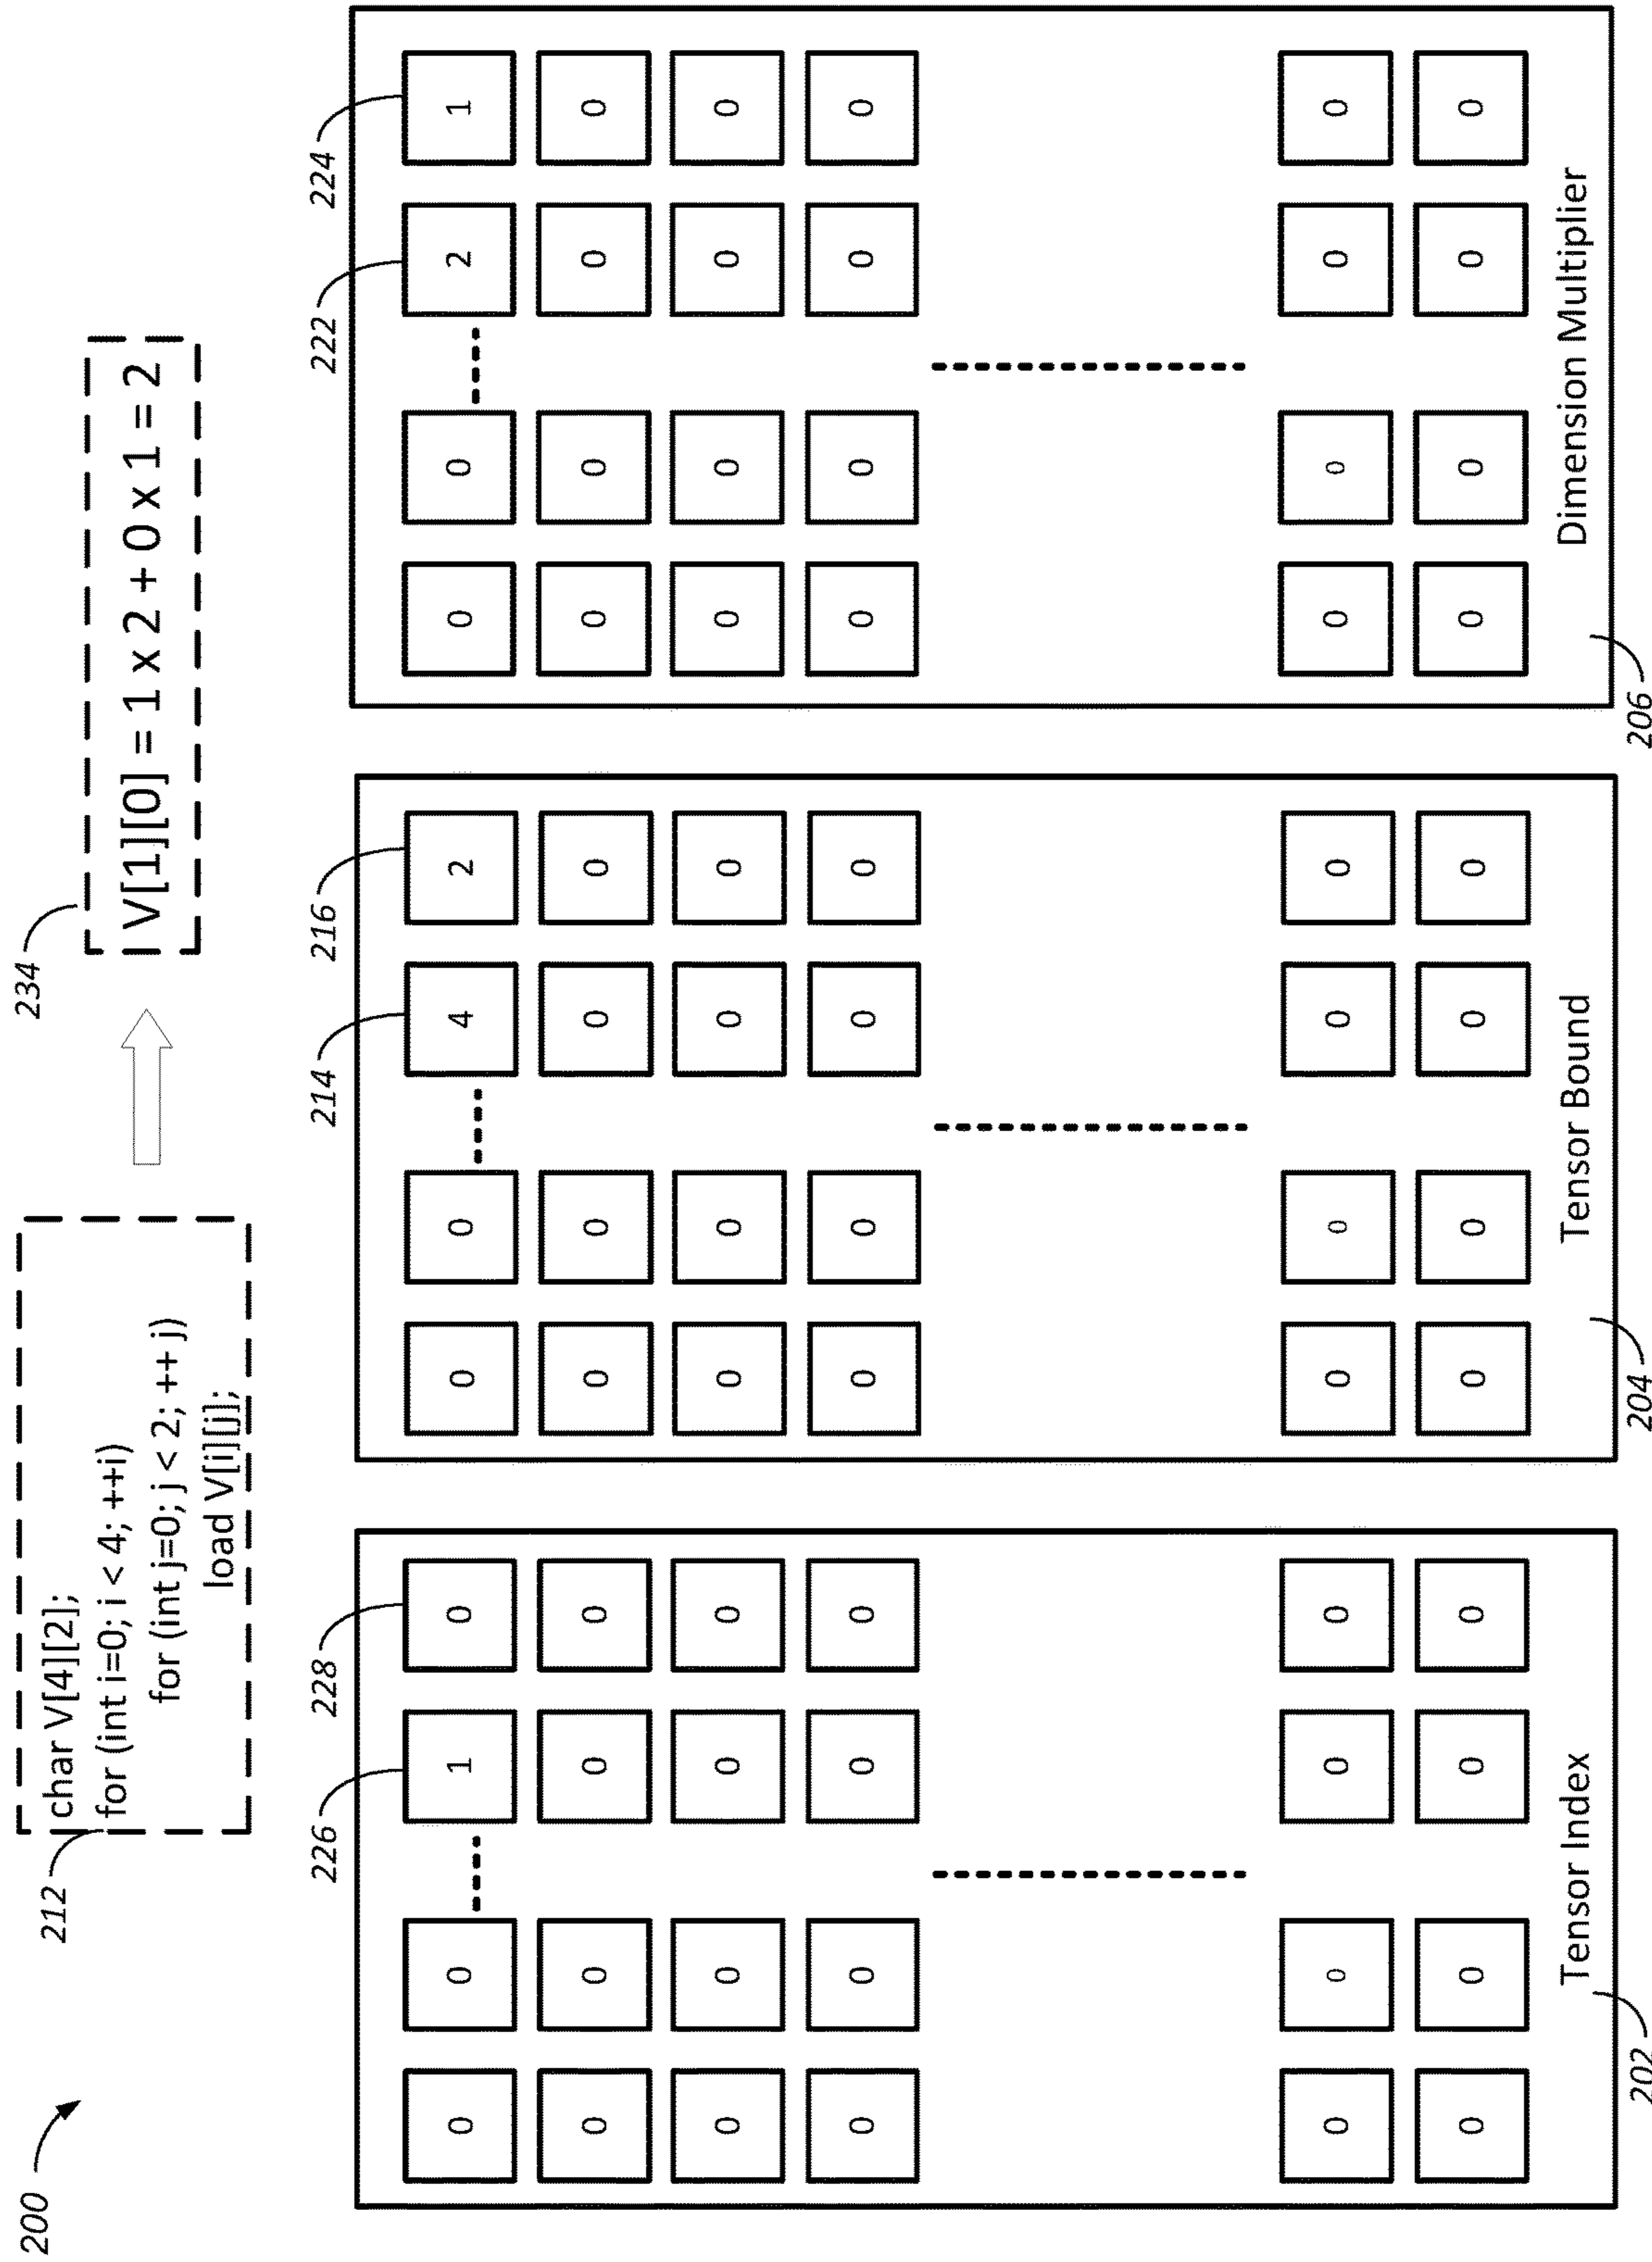 200
212
char V[4][2];
for (int i=0; i < 4; ++i)
for (int j=0; j < 2; ++ j)
load V[i][j];
234
V[1][0] = 1 x 2 + 0 x 1 = 2
226 228
0 0 1 0
0 0 0 0
0 0 0 0
0 0 0 0
0 0 0 0
0 0 0 0
Tensor Index
202
214 216
0 0 4 2
0 0 0 0
0 0 0 0
0 0 0 0
0 0 0 0
0 0 0 0
Tensor Bound
204
222 224
0 0 2 1
0 0 0 0
0 0 0 0
0 0 0 0
0 0 0 0
0 0 0 0
Dimension Multiplier
206